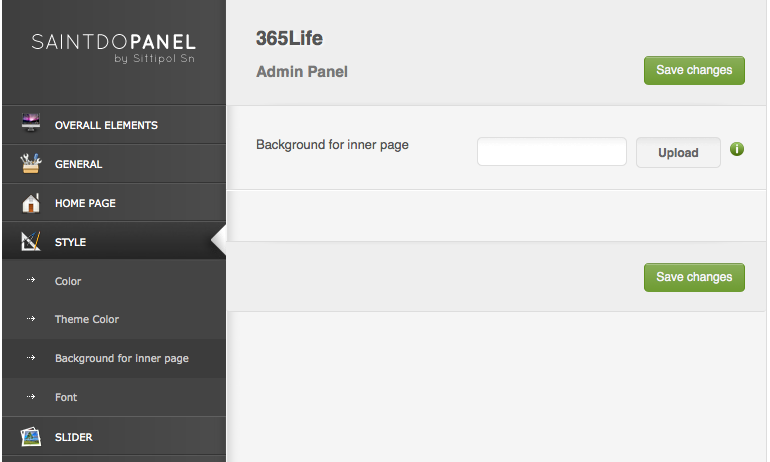 SAINTDOPANEL
by Sittipol Sn
OVERALL ELEMENTS
GENERAL
HOME PAGE
STYLE
Color
Theme Color
Background for inner page
Font
SLIDER
365Life
Admin Panel
Save changes
Background for inner page
Upload
i
Save changes